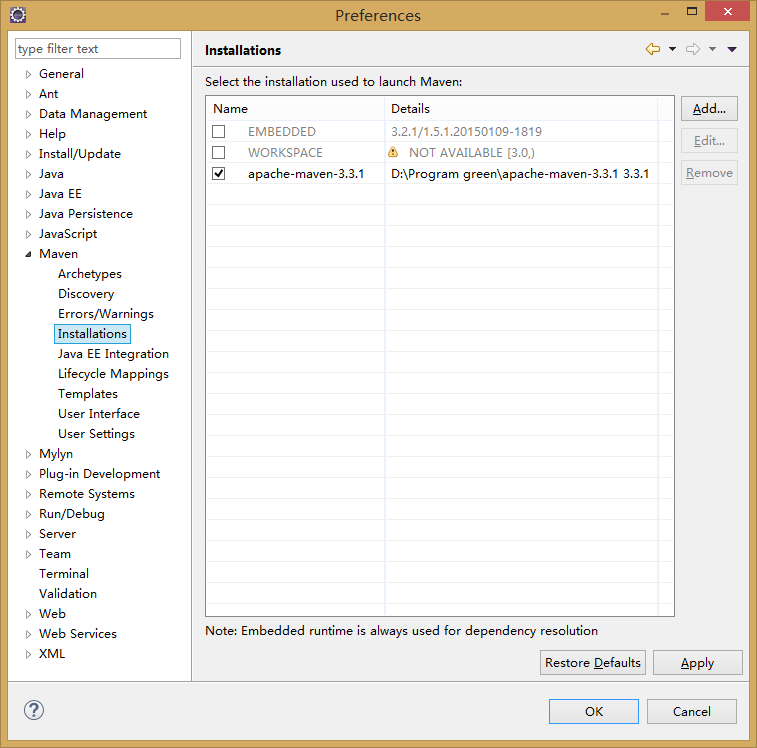 Preferences
type filter text
General
Ant
Data Management
Help
Install/Update
Java
Java EE
Java Persistence
JavaScript
Maven
Archetypes
Discovery
Errors/Warnings
Installations
Java EE Integration
Lifecycle Mappings
Templates
User Interface
User Settings
Mylyn
Plug-in Development
Remote Systems
Run/Debug
Server
Team
Terminal
Validation
Web
Web Services
XML
Installations
Select the installation used to launch Maven:
Name Details
EMBEDDED 3.2.1/1.5.1.20150109-1819
WORKSPACE NOT AVAILABLE [3.0,)
apache-maven-3.3.1 D:\Program green\apache-maven-3.3.1 3.3.1
Add...
Edit...
Remove
Note: Embedded runtime is always used for dependency resolution
Restore Defaults Apply
OK Cancel